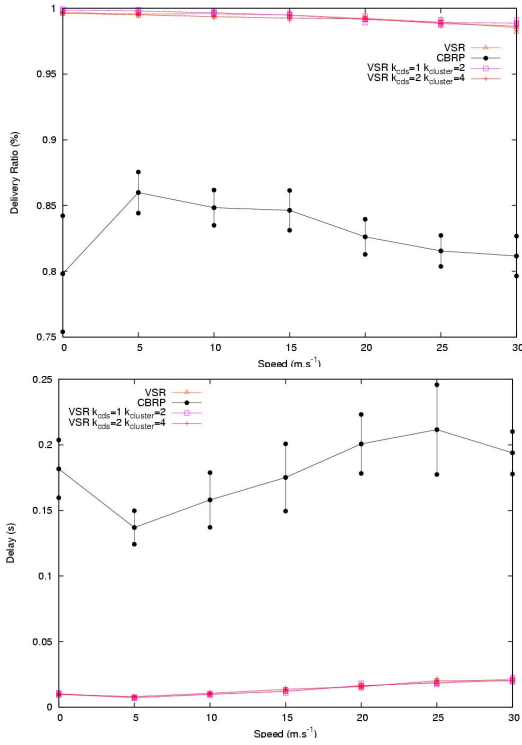 1
0.95
0.9
0.85
0.8
0.75
Delivery Ratio (%)
VSR
CBRP
VSR kcds=1 kcluster=2
VSR kcds=2 kcluster=4
0 5 10 15 20 25 30
Speed (m.s-1)
0.25
0.2
0.15
0.1
0.05
0
Delay (s)
VSR
CBRP
VSR kcds=1 kcluster=2
VSR kcds=2 kcluster=4
0 5 10 15 20 25 30
Speed (m.s-1)